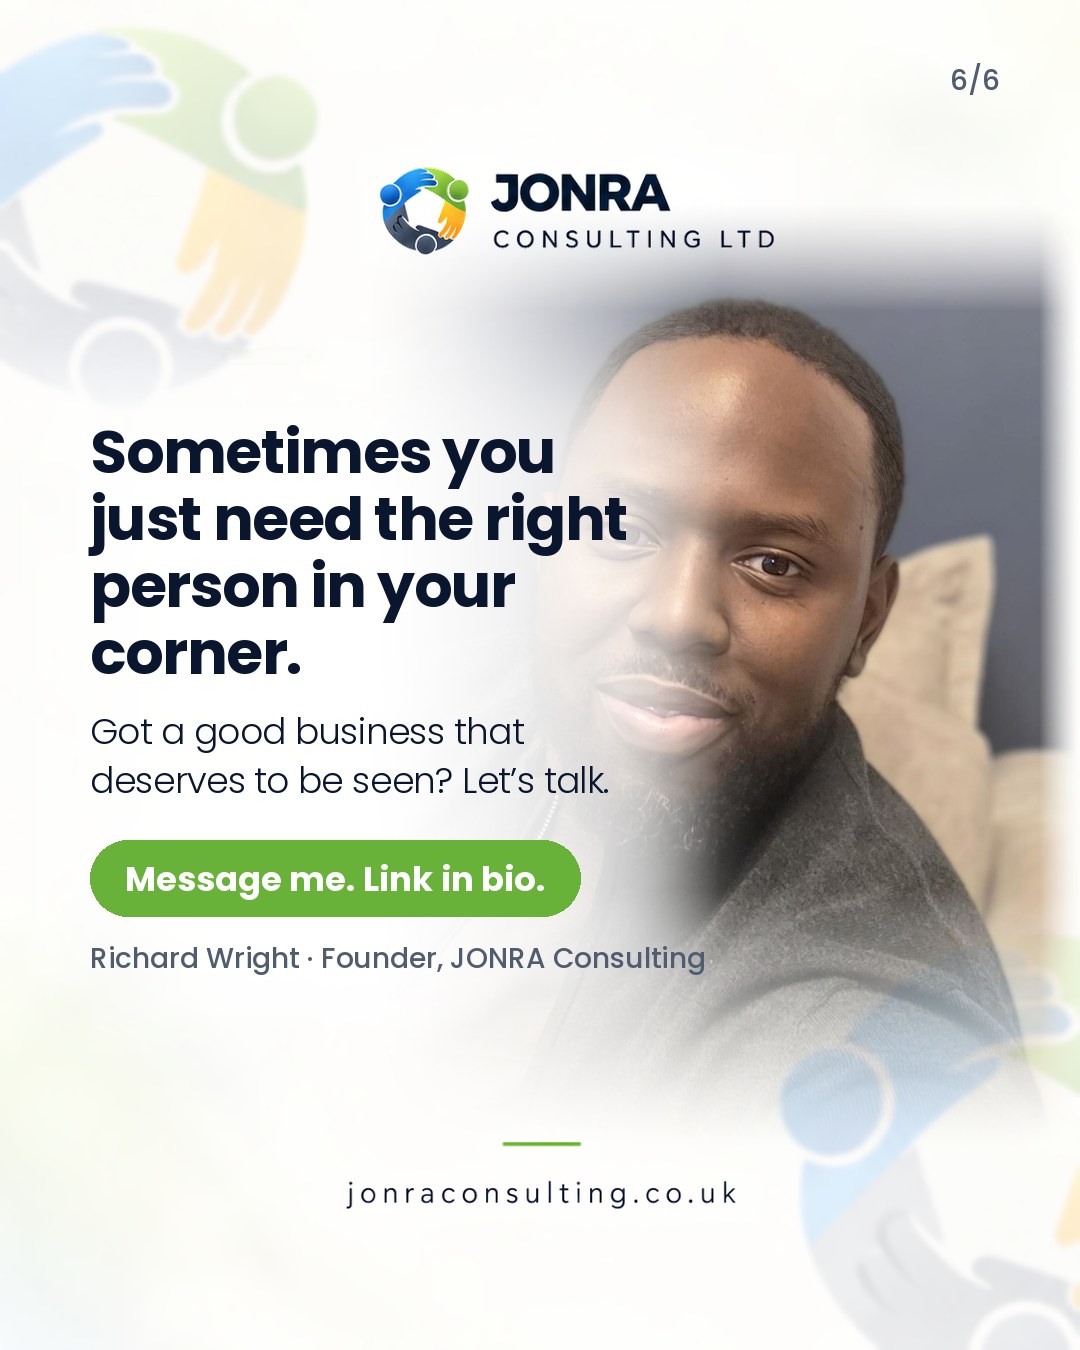 6/6
JONRA
CONSULTING LTD
Sometimes you
just need the right
person in your
corner.
Got a good business that
deserves to be seen? Let’s talk.
Message me. Link in bio.
Richard Wright · Founder, JONRA Consulting
jonraconsulting.co.uk